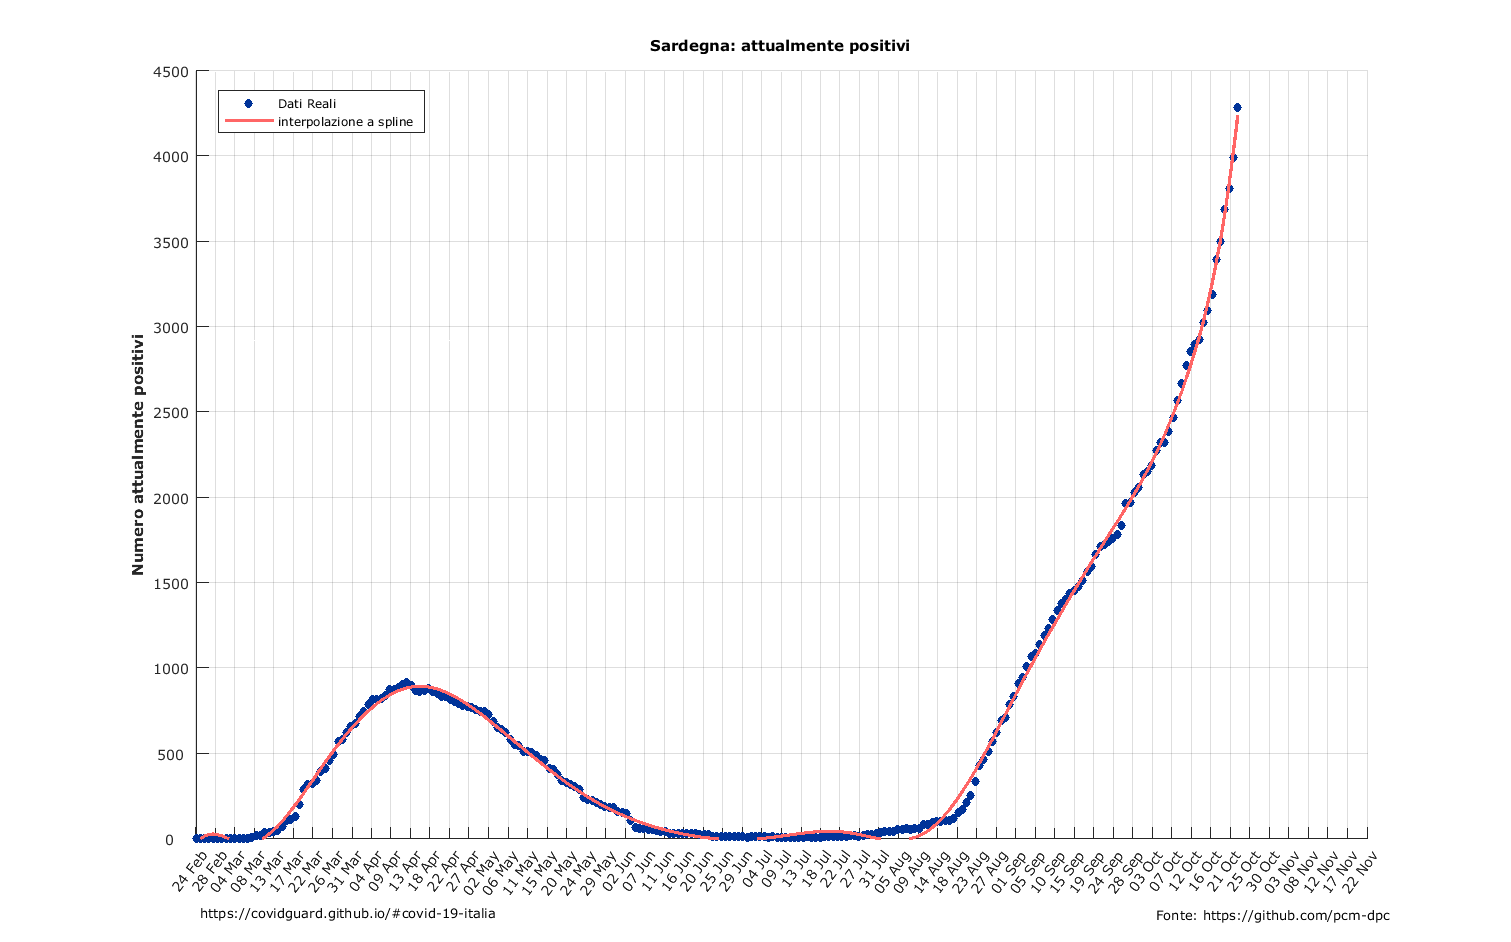 Sardegna: attualmente positivi
Dati Reali
interpolazione a spline
Numero attualmente positivi
4500
4000
3500
3000
2500
2000
1500
1000
500
0
24 Feb
28 Feb
04 Mar
08 Mar
13 Mar
17 Mar
22 Mar
26 Mar
31 Mar
04 Apr
09 Apr
13 Apr
18 Apr
22 Apr
27 Apr
02 May
06 May
11 May
15 May
20 May
24 May
29 May
02 Jun
07 Jun
11 Jun
16 Jun
20 Jun
25 Jun
29 Jun
04 Jul
09 Jul
13 Jul
18 Jul
22 Jul
27 Jul
31 Jul
05 Aug
09 Aug
14 Aug
18 Aug
23 Aug
27 Aug
01 Sep
05 Sep
10 Sep
15 Sep
19 Sep
24 Sep
28 Sep
03 Oct
07 Oct
12 Oct
16 Oct
21 Oct
25 Oct
30 Oct
03 Nov
08 Nov
12 Nov
17 Nov
22 Nov
https://covidguard.github.io/#covid-19-italia
Fonte: https://github.com/pcm-dpc